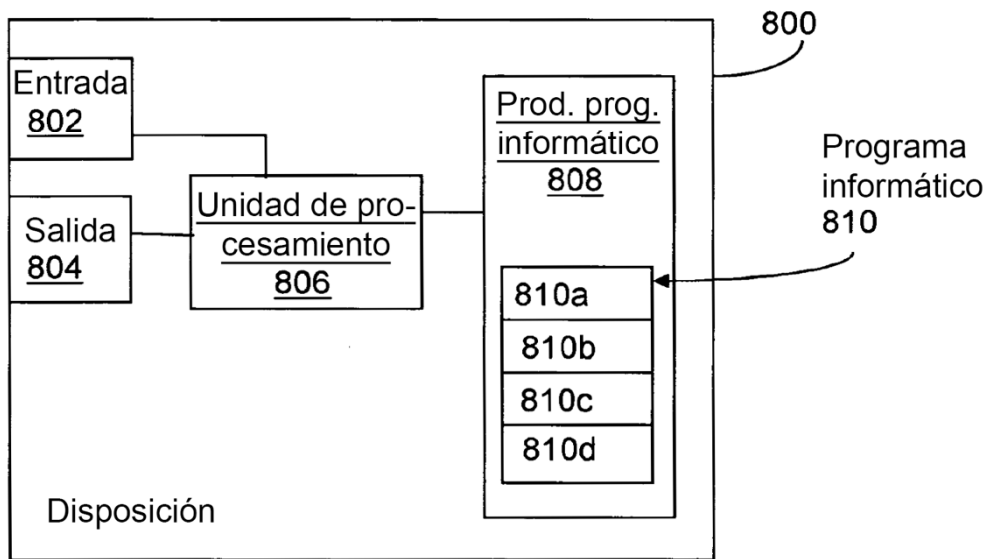 800
Entrada
802
Salida
804
Unidad de pro-
cesamiento
806
Prod. prog.
informático
808
Programa
informático
810
810a
810b
810c
810d
Disposición